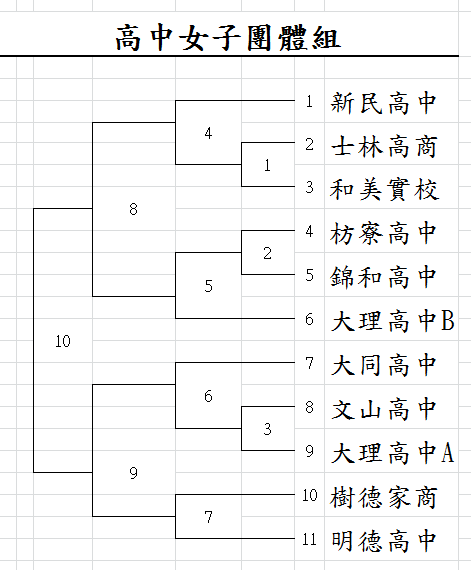 高中女子團體組
1 新民高中
4
2 士林高商
1
3 和美實校
8
4 枋寮高中
2
5 錦和高中
5
6 大理高中B
10
7 大同高中
6
8 文山高中
3
9 大理高中A
9
10 樹德家商
7
11 明德高中